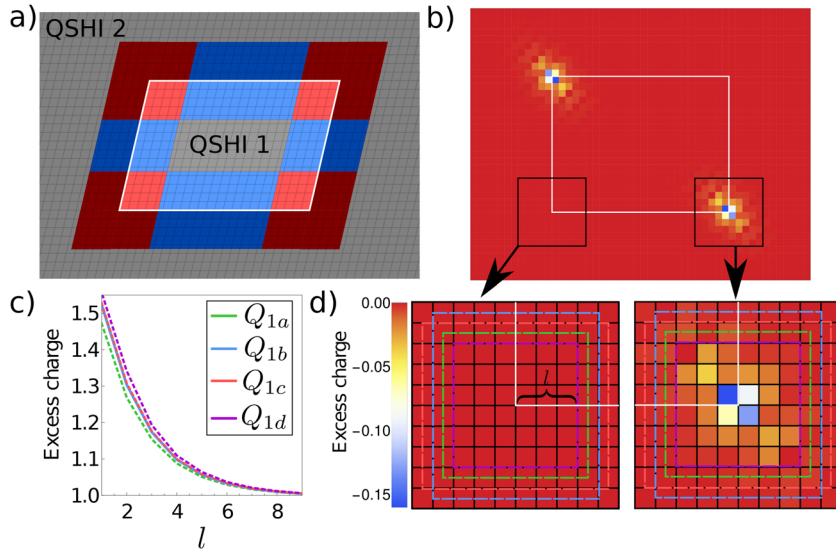 a)
QSHI 2
QSHI 1
b)
c)
Excess charge
1.5
1.4
1.3
1.2
1.1
1.0
2
4
6
8
l
Q1a
Q1b
Q1c
Q1d
d)
Excess charge
0.00
−0.05
−0.10
−0.15
l